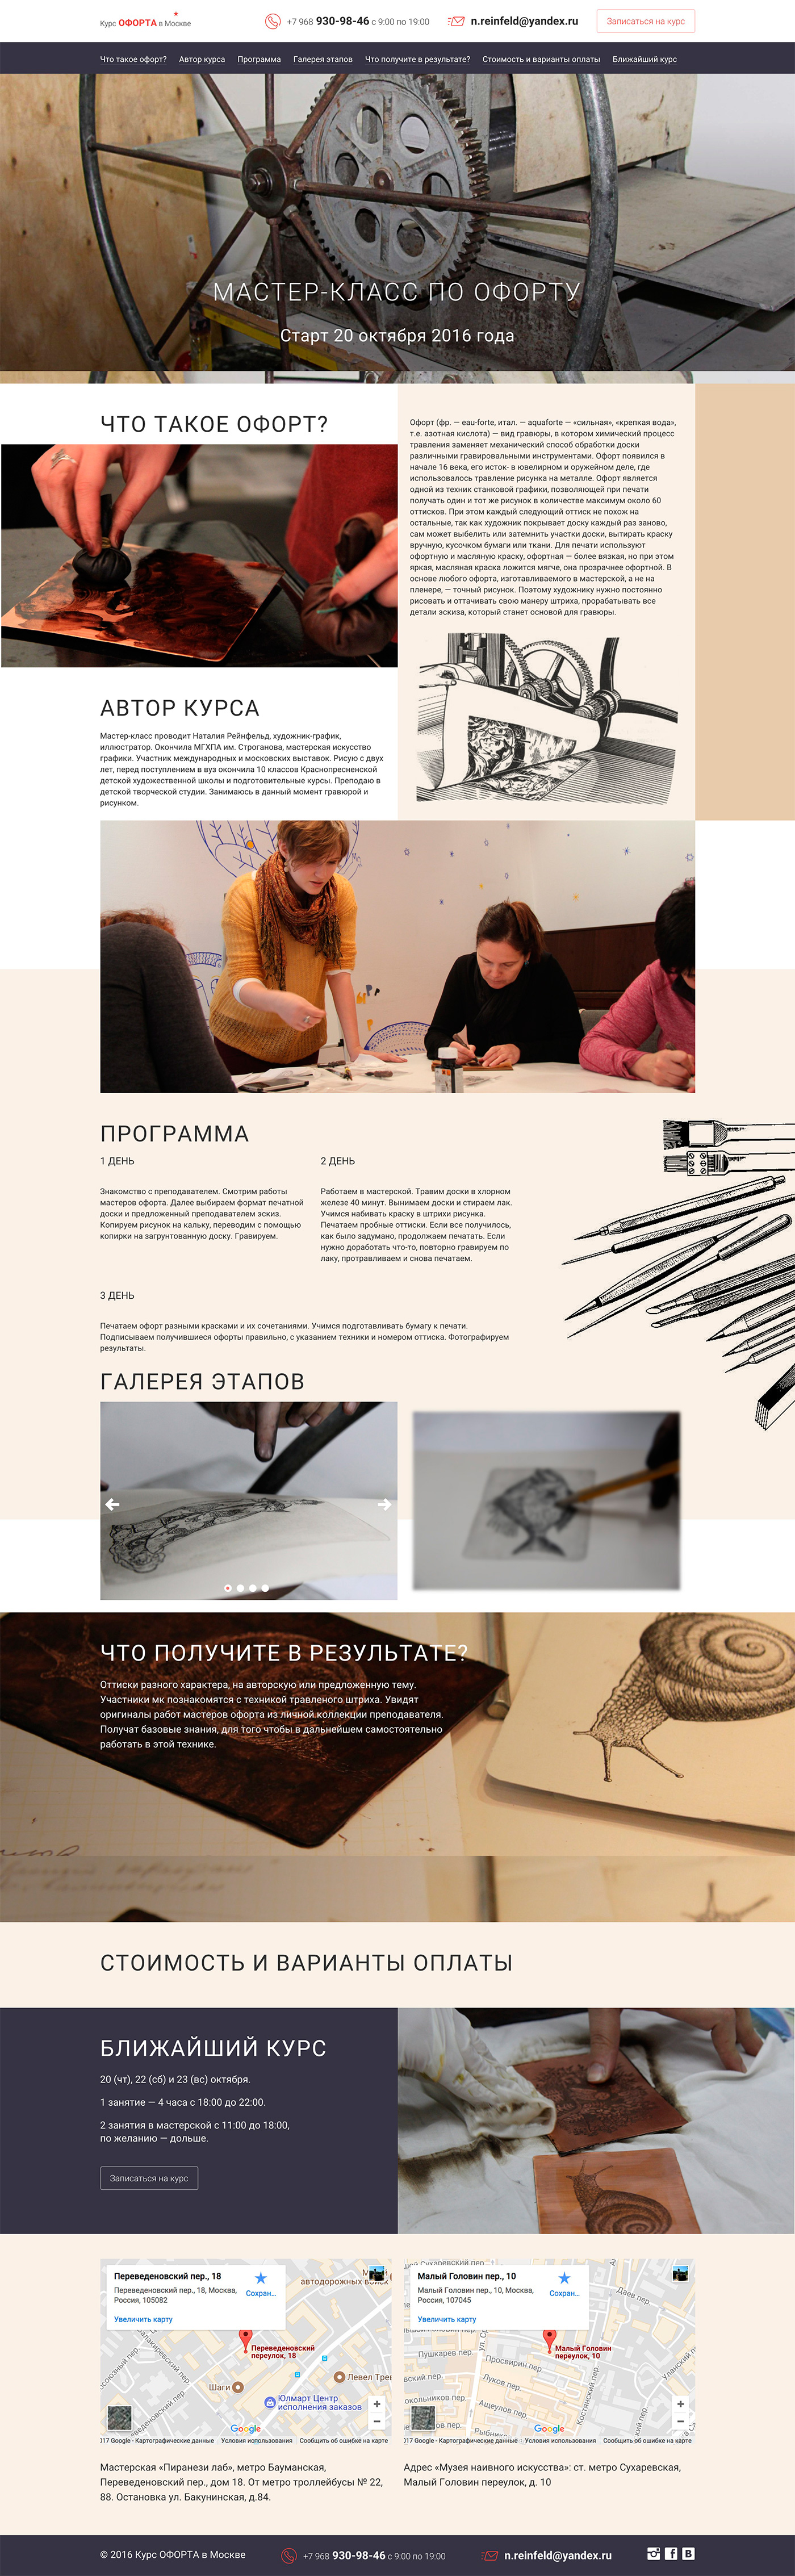 Курс ОФОРТА в Москве
+7 968 930-98-46 с 9:00 по 19:00
n.reinfeld@yandex.ru
Записаться на курс
Что такое офорт? Автор курса Программа Галерея этапов Что получите в результате? Стоимость и варианты оплаты Ближайший курс
МАСТЕР-КЛАСС ПО ОФОРТУ
Старт 20 октября 2016 года
ЧТО ТАКОЕ ОФОРТ?
Офорт (фр. — eau-forte, итал. — aquaforte — «сильная», «крепкая вода»,
т.е. азотная кислота) — вид гравюры, в котором химический процесс
травления заменяет механический способ обработки доски
различными гравировальными инструментами. Офорт появился в
начале 16 века, его исток- в ювелирном и оружейном деле, где
использовалось травление рисунка на металле. Офорт является
одной из техник станковой графики, позволяющей при печати
получать один и тот же рисунок в количестве максимум около 60
оттисков. При этом каждый следующий оттиск не похож на
остальные, так как художник покрывает доску каждый раз заново,
сам может выбелить или затемнить участки доски, вытирать краску
вручную, кусочком бумаги или ткани. Для печати используют
офортную и масляную краску, офортная — более вязкая, но при этом
яркая, масляная краска ложится мягче, она прозрачнее офортной. В
основе любого офорта, изготавливаемого в мастерской, а не на
пленере, — точный рисунок. Поэтому художнику нужно постоянно
рисовать и оттачивать свою манеру штриха, прорабатывать все
детали эскиза, который станет основой для гравюры.
АВТОР КУРСА
Мастер-класс проводит Наталия Рейнфельд, художник-график,
иллюстратор. Окончила МГХПА им. Строганова, мастерская искусство
графики. Участник международных и московских выставок. Рисую с двух
лет, перед поступлением в вуз окончила 10 классов Краснопресненской
детской художественной школы и подготовительные курсы. Преподаю в
детской творческой студии. Занимаюсь в данный момент гравюрой и
рисунком.
ПРОГРАММА
1 ДЕНЬ
Знакомство с преподавателем. Смотрим работы
мастеров офорта. Далее выбираем формат печатной
доски и предложенный преподавателем эскиз.
Копируем рисунок на кальку, переводим с помощью
копирки на загрунтованную доску. Гравируем.
2 ДЕНЬ
Работаем в мастерской. Травим доски в хлорном
железе 40 минут. Вынимаем доски и стираем лак.
Учимся набивать краску в штрихи рисунка.
Печатаем пробные оттиски. Если все получилось,
как было задумано, продолжаем печатать. Если
нужно доработать что-то, повторно гравируем по
лаку, протравливаем и снова печатаем.
3 ДЕНЬ
Печатаем офорт разными красками и их сочетаниями. Учимся подготавливать бумагу к печати.
Подписываем получившиеся офорты правильно, с указанием техники и номером оттиска. Фотографируем
результаты.
ГАЛЕРЕЯ ЭТАПОВ
ЧТО ПОЛУЧИТЕ В РЕЗУЛЬТАТЕ?
Оттиски разного характера, на авторскую или предложенную тему.
Участники мк познакомятся с техникой травленого штриха. Увидят
оригиналы работ мастеров офорта из личной коллекции преподавателя.
Получат базовые знания, для того чтобы в дальнейшем самостоятельно
работать в этой технике.
СТОИМОСТЬ И ВАРИАНТЫ ОПЛАТЫ
БЛИЖАЙШИЙ КУРС
20 (чт), 22 (сб) и 23 (вс) октября.
1 занятие — 4 часа с 18:00 до 22:00.
2 занятия в мастерской с 11:00 до 18:00,
по желанию — дольше.
Записаться на курс
Переведеновский пер., 18
Переведеновский пер., 18, Москва,
Россия, 105082
Сохран...
Увеличить карту
автодорожных войск
Переведеновский
переулок, 18
Шаги
Левел Трев
Юлмарт Центр
исполнения заказов
Google
017 Google - Картографические данные Условия использования Сообщить об ошибке на карте
Малый Головин пер., 10
Малый Головин пер., 10, Москва,
Россия, 107045
Сохран...
Увеличить карту
Даев пер.
Малый Головин
переулок, 10
Пушкарев пер.
Просвирин пер.
Луков пер.
Ащеулов пер.
Костянский пер.
Уланский пер.
Google
017 Google - Картографические данные Условия использования Сообщить об ошибке на карте
Мастерская «Пиранези лаб», метро Бауманская,
Переведеновский пер., дом 18. От метро троллейбусы № 22,
88. Остановка ул. Бакунинская, д.84.
Адрес «Музея наивного искусства»: ст. метро Сухаревская,
Малый Головин переулок, д. 10
© 2016 Курс ОФОРТА в Москве
+7 968 930-98-46 с 9:00 по 19:00
n.reinfeld@yandex.ru